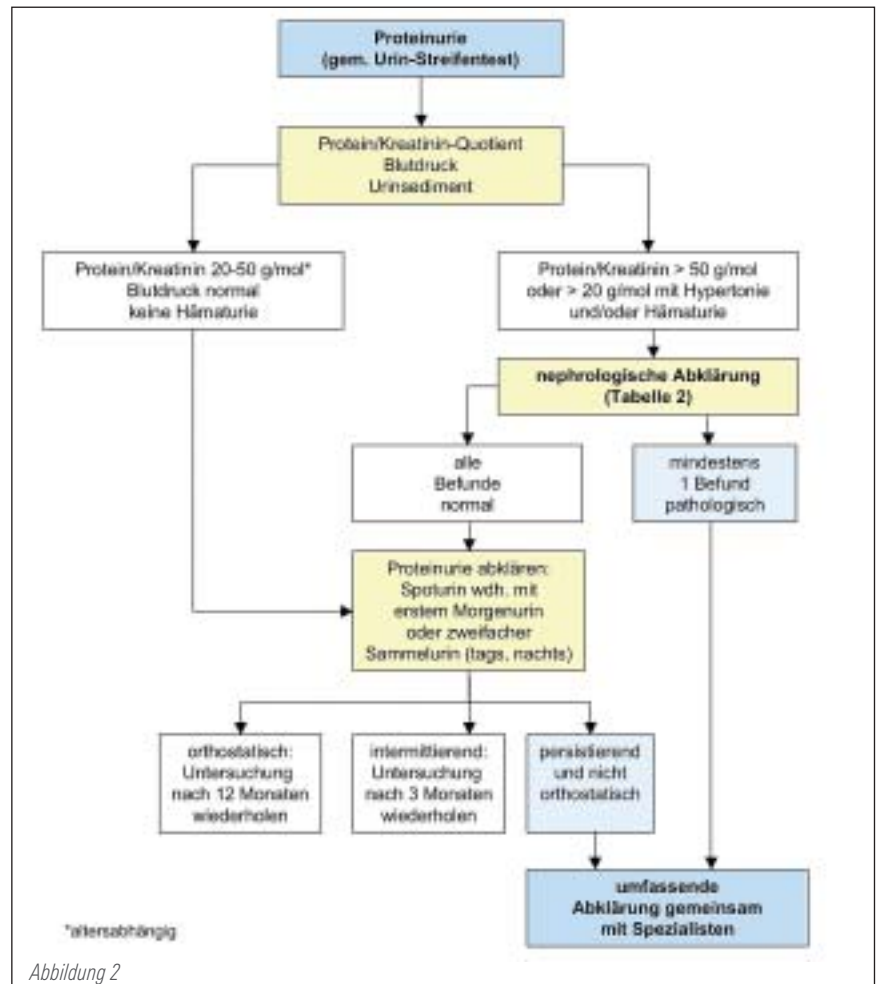 Proteinurie
(gem. Urin-Streifentest)
Protein/Kreatinin-Quotient
Blutdruck
Urinsediment
Protein/Kreatinin 20-50 g/mol*
Blutdruck normal
keine Hämaturie
Protein/Kreatinin > 50 g/mol
oder > 20 g/mol mit Hypertonie
und/oder Hämaturie
nephrologische Abklärung
(Tabelle 2)
alle
Befunde
normal
mindestens
1 Befund
pathologisch
Proteinurie abklären:
Spoturin wdh. mit
erstem Morgenurin
oder zweifacher
Sammelurin (tags, nachts)
orthostatisch:
Untersuchung
nach 12 Monaten
wiederholen
intermittierend:
Untersuchung
nach 3 Monaten
wiederholen
persistierend
und nicht
orthostatisch
umfassende
Abklärung gemeinsam
mit Spezialisten
*altersabhängig
Abbildung 2